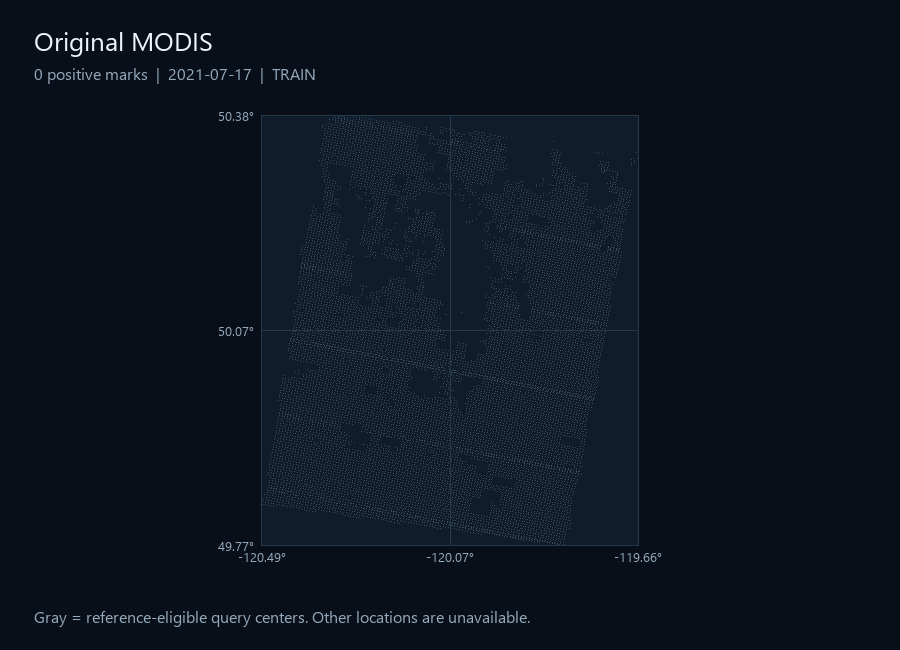 Original MODIS
0 positive marks | 2021-07-17 | TRAIN
50.38°
50.07°
49.77°
-120.49° -120.07° -119.66°
Gray = reference-eligible query centers. Other locations are unavailable.